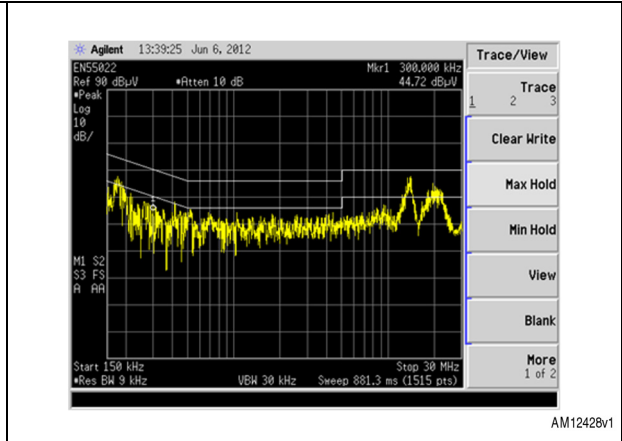 Agilent 13:39:25 Jun 6, 2012
Trace/View
EN55022
Mkr1 300.000 kHz
Ref 90 dBµV
•Atten 10 dB
44.72 dBµV
•Peak
Log
10
dB/
Trace
1 2 3
Clear Write
Max Hold
Min Hold
View
Blank
More
1 of 2
M1 S2
S3 FS
A AA
Start 150 kHz
Stop 30 MHz
•Res BW 9 kHz
VBW 30 kHz
Sweep 881.3 ms (1515 pts)
AM12428v1